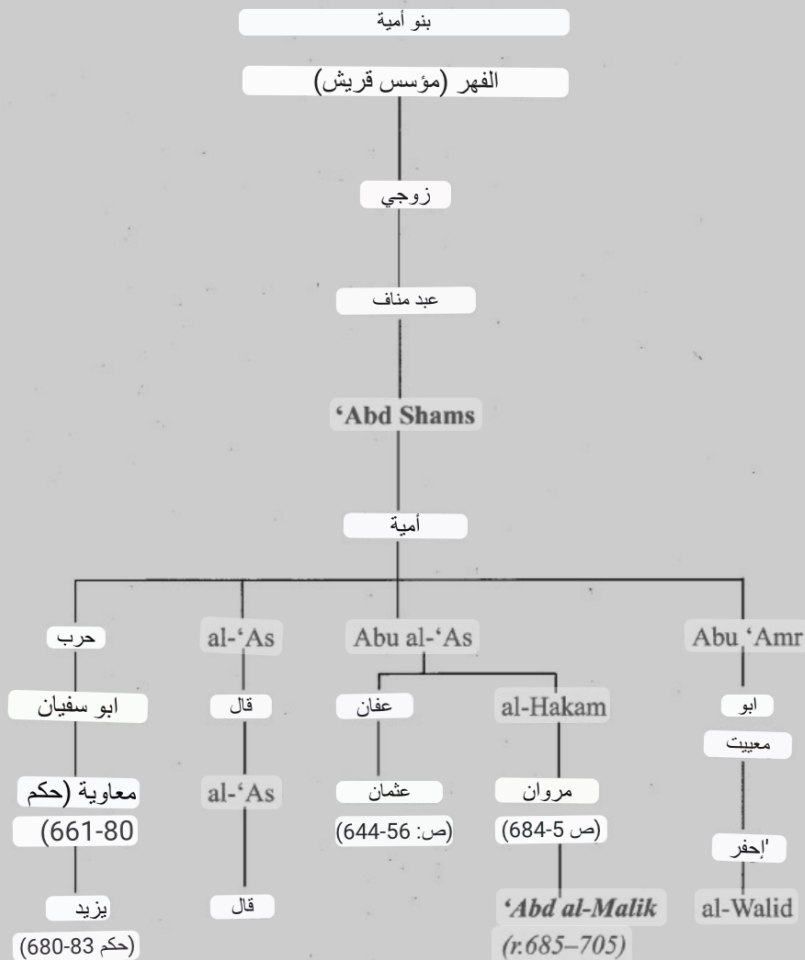 بنو أمية
الفهر (مؤسس قريش)
زوجي
عبد مناف
‘Abd Shams
أمية
حرب
al-‘As
Abu al-‘As
Abu ‘Amr
ابو سفيان
قال
عفان
al-Hakam
ابو
معييت
معاوية (حكم
661-80)
al-‘As
عثمان
(ص: 56-644)
مروان
(ص 5-684)
'إحفر
يزيد
(حكم 83-680)
قال
‘Abd al-Malik
(r.685–705)
al-Walid